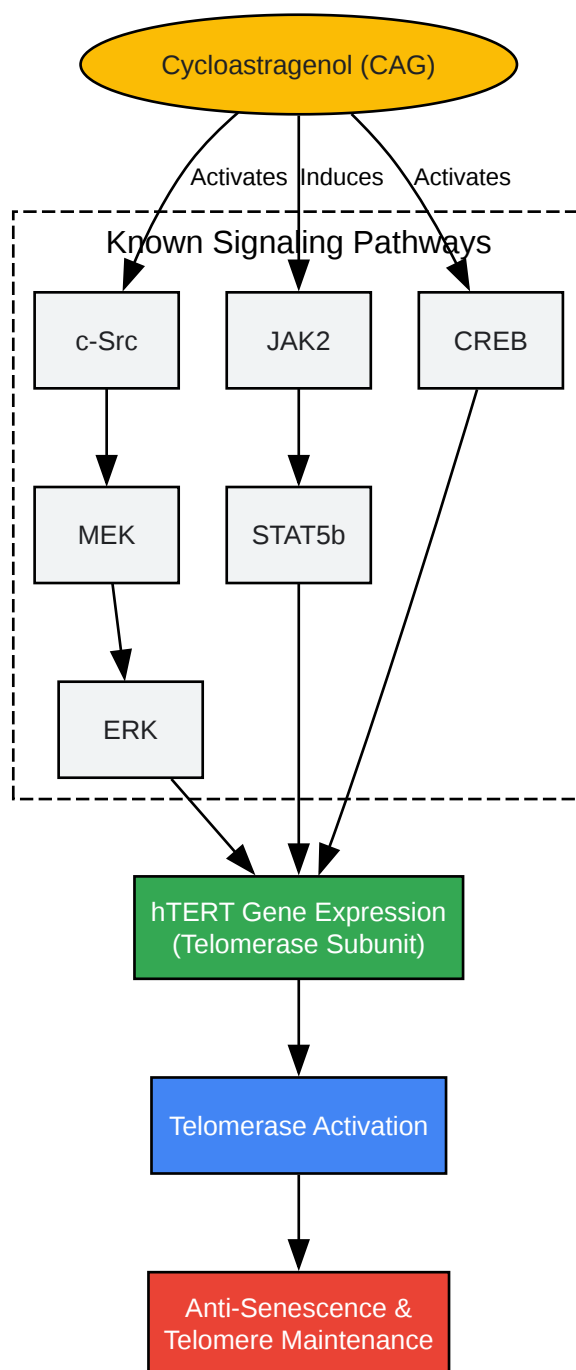 Cycloastragenol (CAG)
Activates
Induces
Activates
Known Signaling Pathways
c-Src
JAK2
CREB
MEK
STAT5b
ERK
hTERT Gene Expression
(Telomerase Subunit)
Telomerase Activation
Anti-Senescence &
Telomere Maintenance